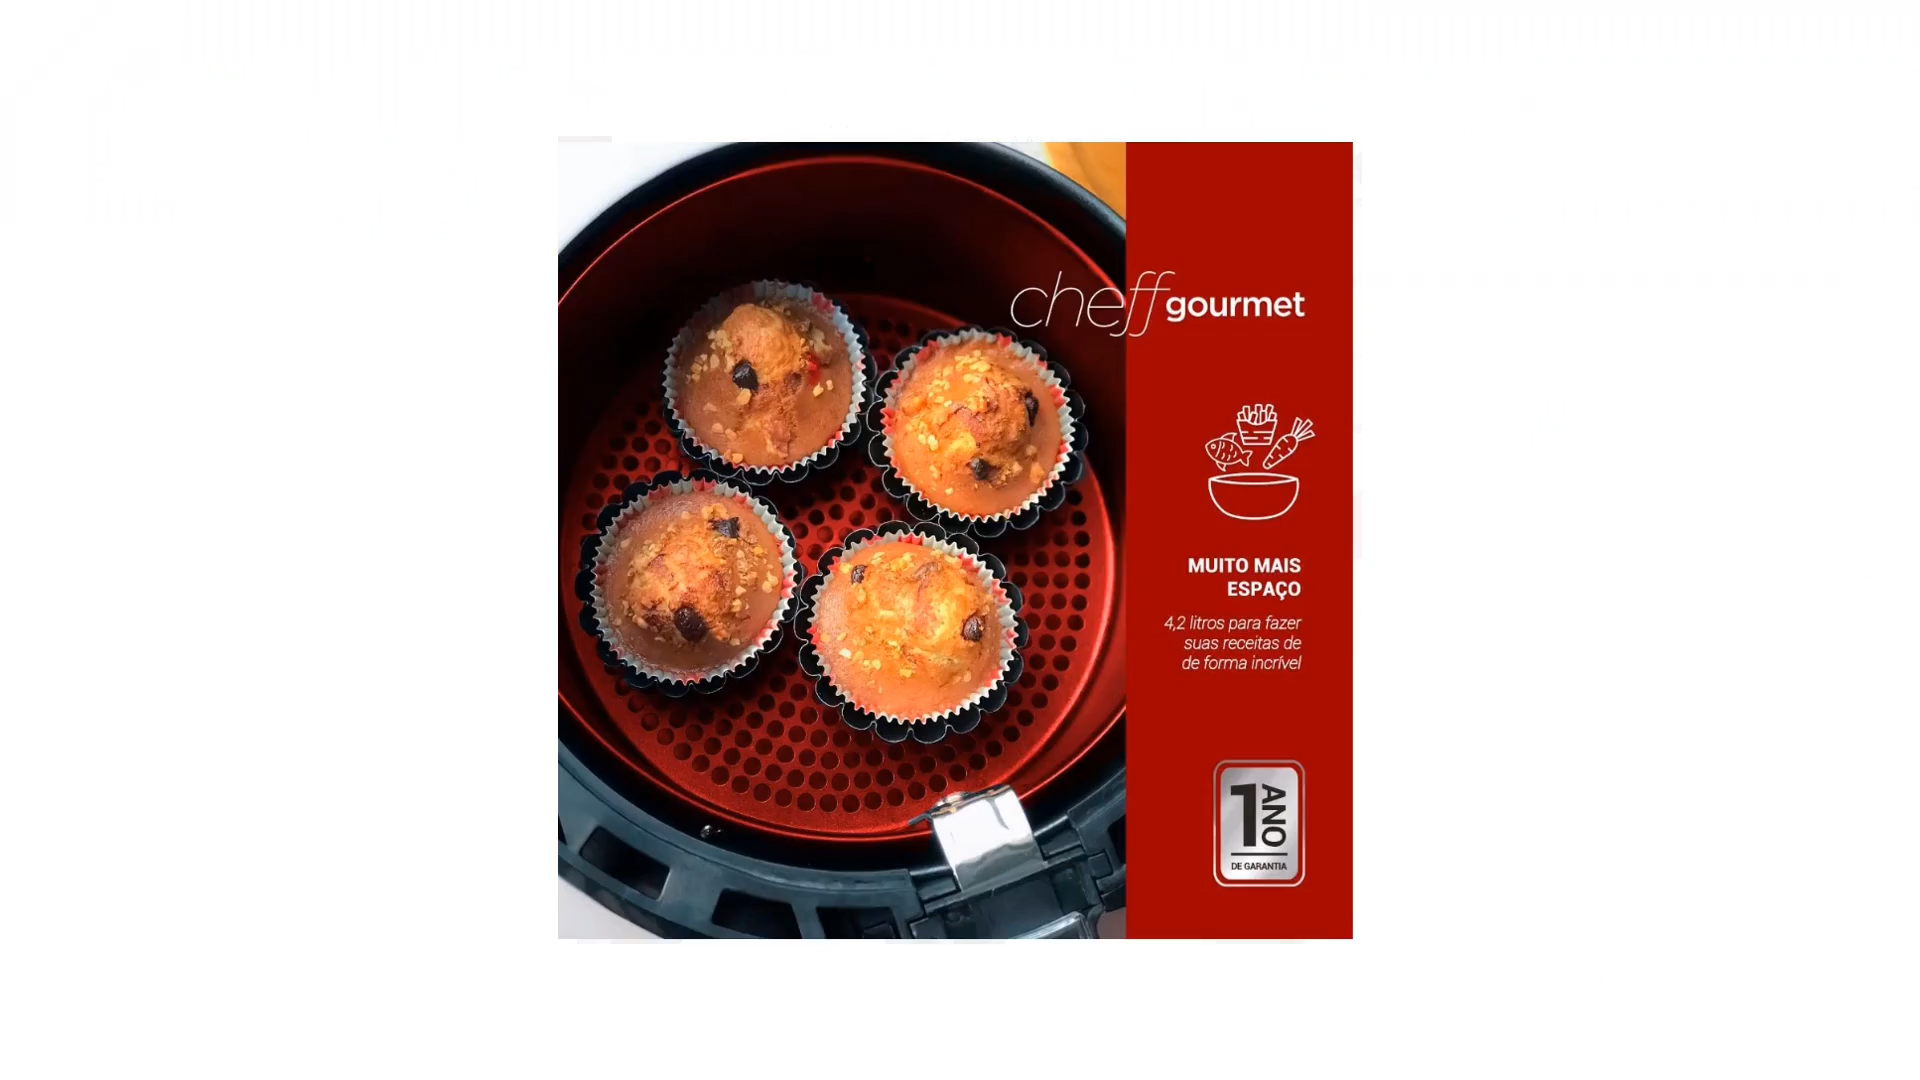 cheff gourmet
MUITO MAIS
ESPAÇO
4,2 litros para fazer
suas receitas de
de forma incrível
1 ANO
DE GARANTIA